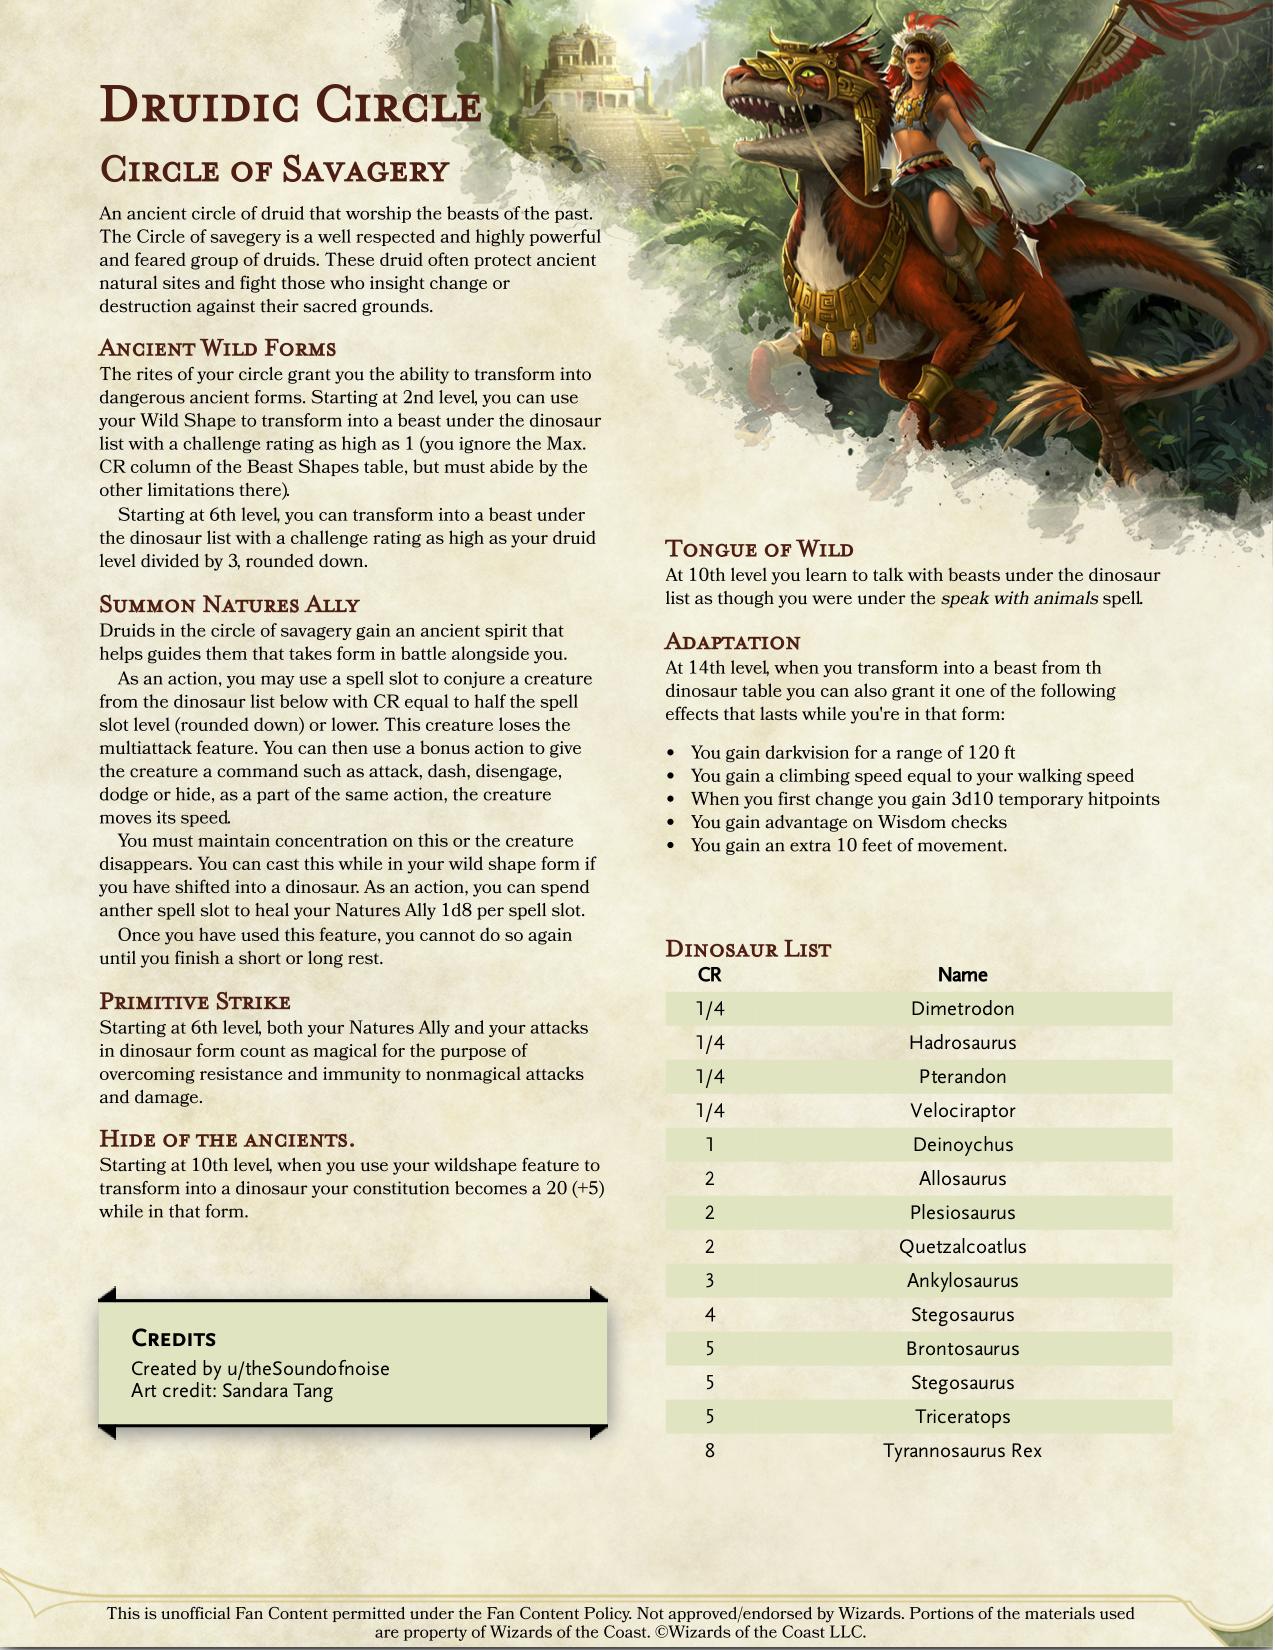 Druidic Circle
Circle of Savagery
An ancient circle of druid that worship the beasts of the past.
The Circle of savegery is a well respected and highly powerful
and feared group of druids. These druid often protect ancient
natural sites and fight those who insight change or
destruction against their sacred grounds.
Ancient Wild Forms
The rites of your circle grant you the ability to transform into
dangerous ancient forms. Starting at 2nd level, you can use
your Wild Shape to transform into a beast under the dinosaur
list with a challenge rating as high as 1 (you ignore the Max.
CR column of the Beast Shapes table, but must abide by the
other limitations there).
Starting at 6th level, you can transform into a beast under
the dinosaur list with a challenge rating as high as your druid
level divided by 3, rounded down.
Summon Natures Ally
Druids in the circle of savagery gain an ancient spirit that
helps guides them that takes form in battle alongside you.
As an action, you may use a spell slot to conjure a creature
from the dinosaur list below with CR equal to half the spell
slot level (rounded down) or lower. This creature loses the
multiattack feature. You can then use a bonus action to give
the creature a command such as attack, dash, disengage,
dodge or hide, as a part of the same action, the creature
moves its speed.
You must maintain concentration on this or the creature
disappears. You can cast this while in your wild shape form if
you have shifted into a dinosaur. As an action, you can spend
anther spell slot to heal your Natures Ally 1d8 per spell slot.
Once you have used this feature, you cannot do so again
until you finish a short or long rest.
Primitive Strike
Starting at 6th level, both your Natures Ally and your attacks
in dinosaur form count as magical for the purpose of
overcoming resistance and immunity to nonmagical attacks
and damage.
Hide of the ancients.
Starting at 10th level, when you use your wildshape feature to
transform into a dinosaur your constitution becomes a 20 (+5)
while in that form.
Credits
Created by u/theSoundofnoise
Art credit: Sandara Tang
Tongue of Wild
At 10th level you learn to talk with beasts under the dinosaur
list as though you were under the speak with animals spell.
Adaptation
At 14th level, when you transform into a beast from th
dinosaur table you can also grant it one of the following
effects that lasts while you're in that form:
• You gain darkvision for a range of 120 ft
• You gain a climbing speed equal to your walking speed
• When you first change you gain 3d10 temporary hitpoints
• You gain advantage on Wisdom checks
• You gain an extra 10 feet of movement.
Dinosaur List
CR Name
1/4 Dimetrodon
1/4 Hadrosaurus
1/4 Pterandon
1/4 Velociraptor
1 Deinoychus
2 Allosaurus
2 Plesiosaurus
2 Quetzalcoatlus
3 Ankylosaurus
4 Stegosaurus
5 Brontosaurus
5 Stegosaurus
5 Triceratops
8 Tyrannosaurus Rex
This is unofficial Fan Content permitted under the Fan Content Policy. Not approved/endorsed by Wizards. Portions of the materials used
are property of Wizards of the Coast. ©Wizards of the Coast LLC.